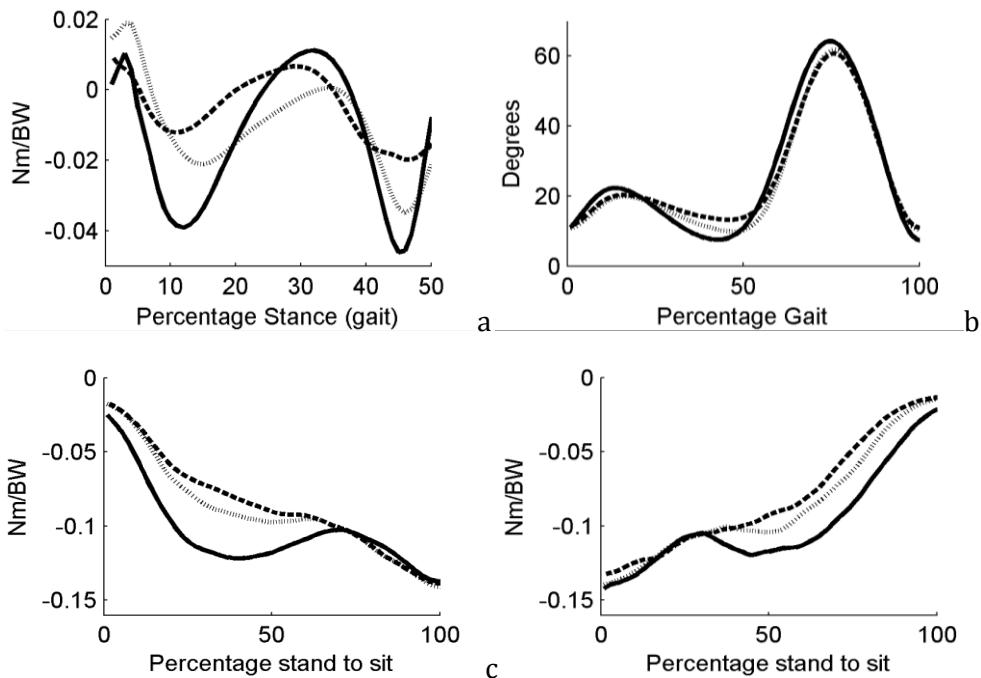 0.02
0
-0.02
-0.04
Nm/BW
0 10 20 30 40 50
Percentage Stance (gait)
a
60
40
20
0
Degrees
0 50 100
Percentage Gait
b
0
-0.05
-0.1
-0.15
Nm/BW
0 50 100
Percentage stand to sit
c
0
-0.05
-0.1
-0.15
Nm/BW
0 50 100
Percentage stand to sit